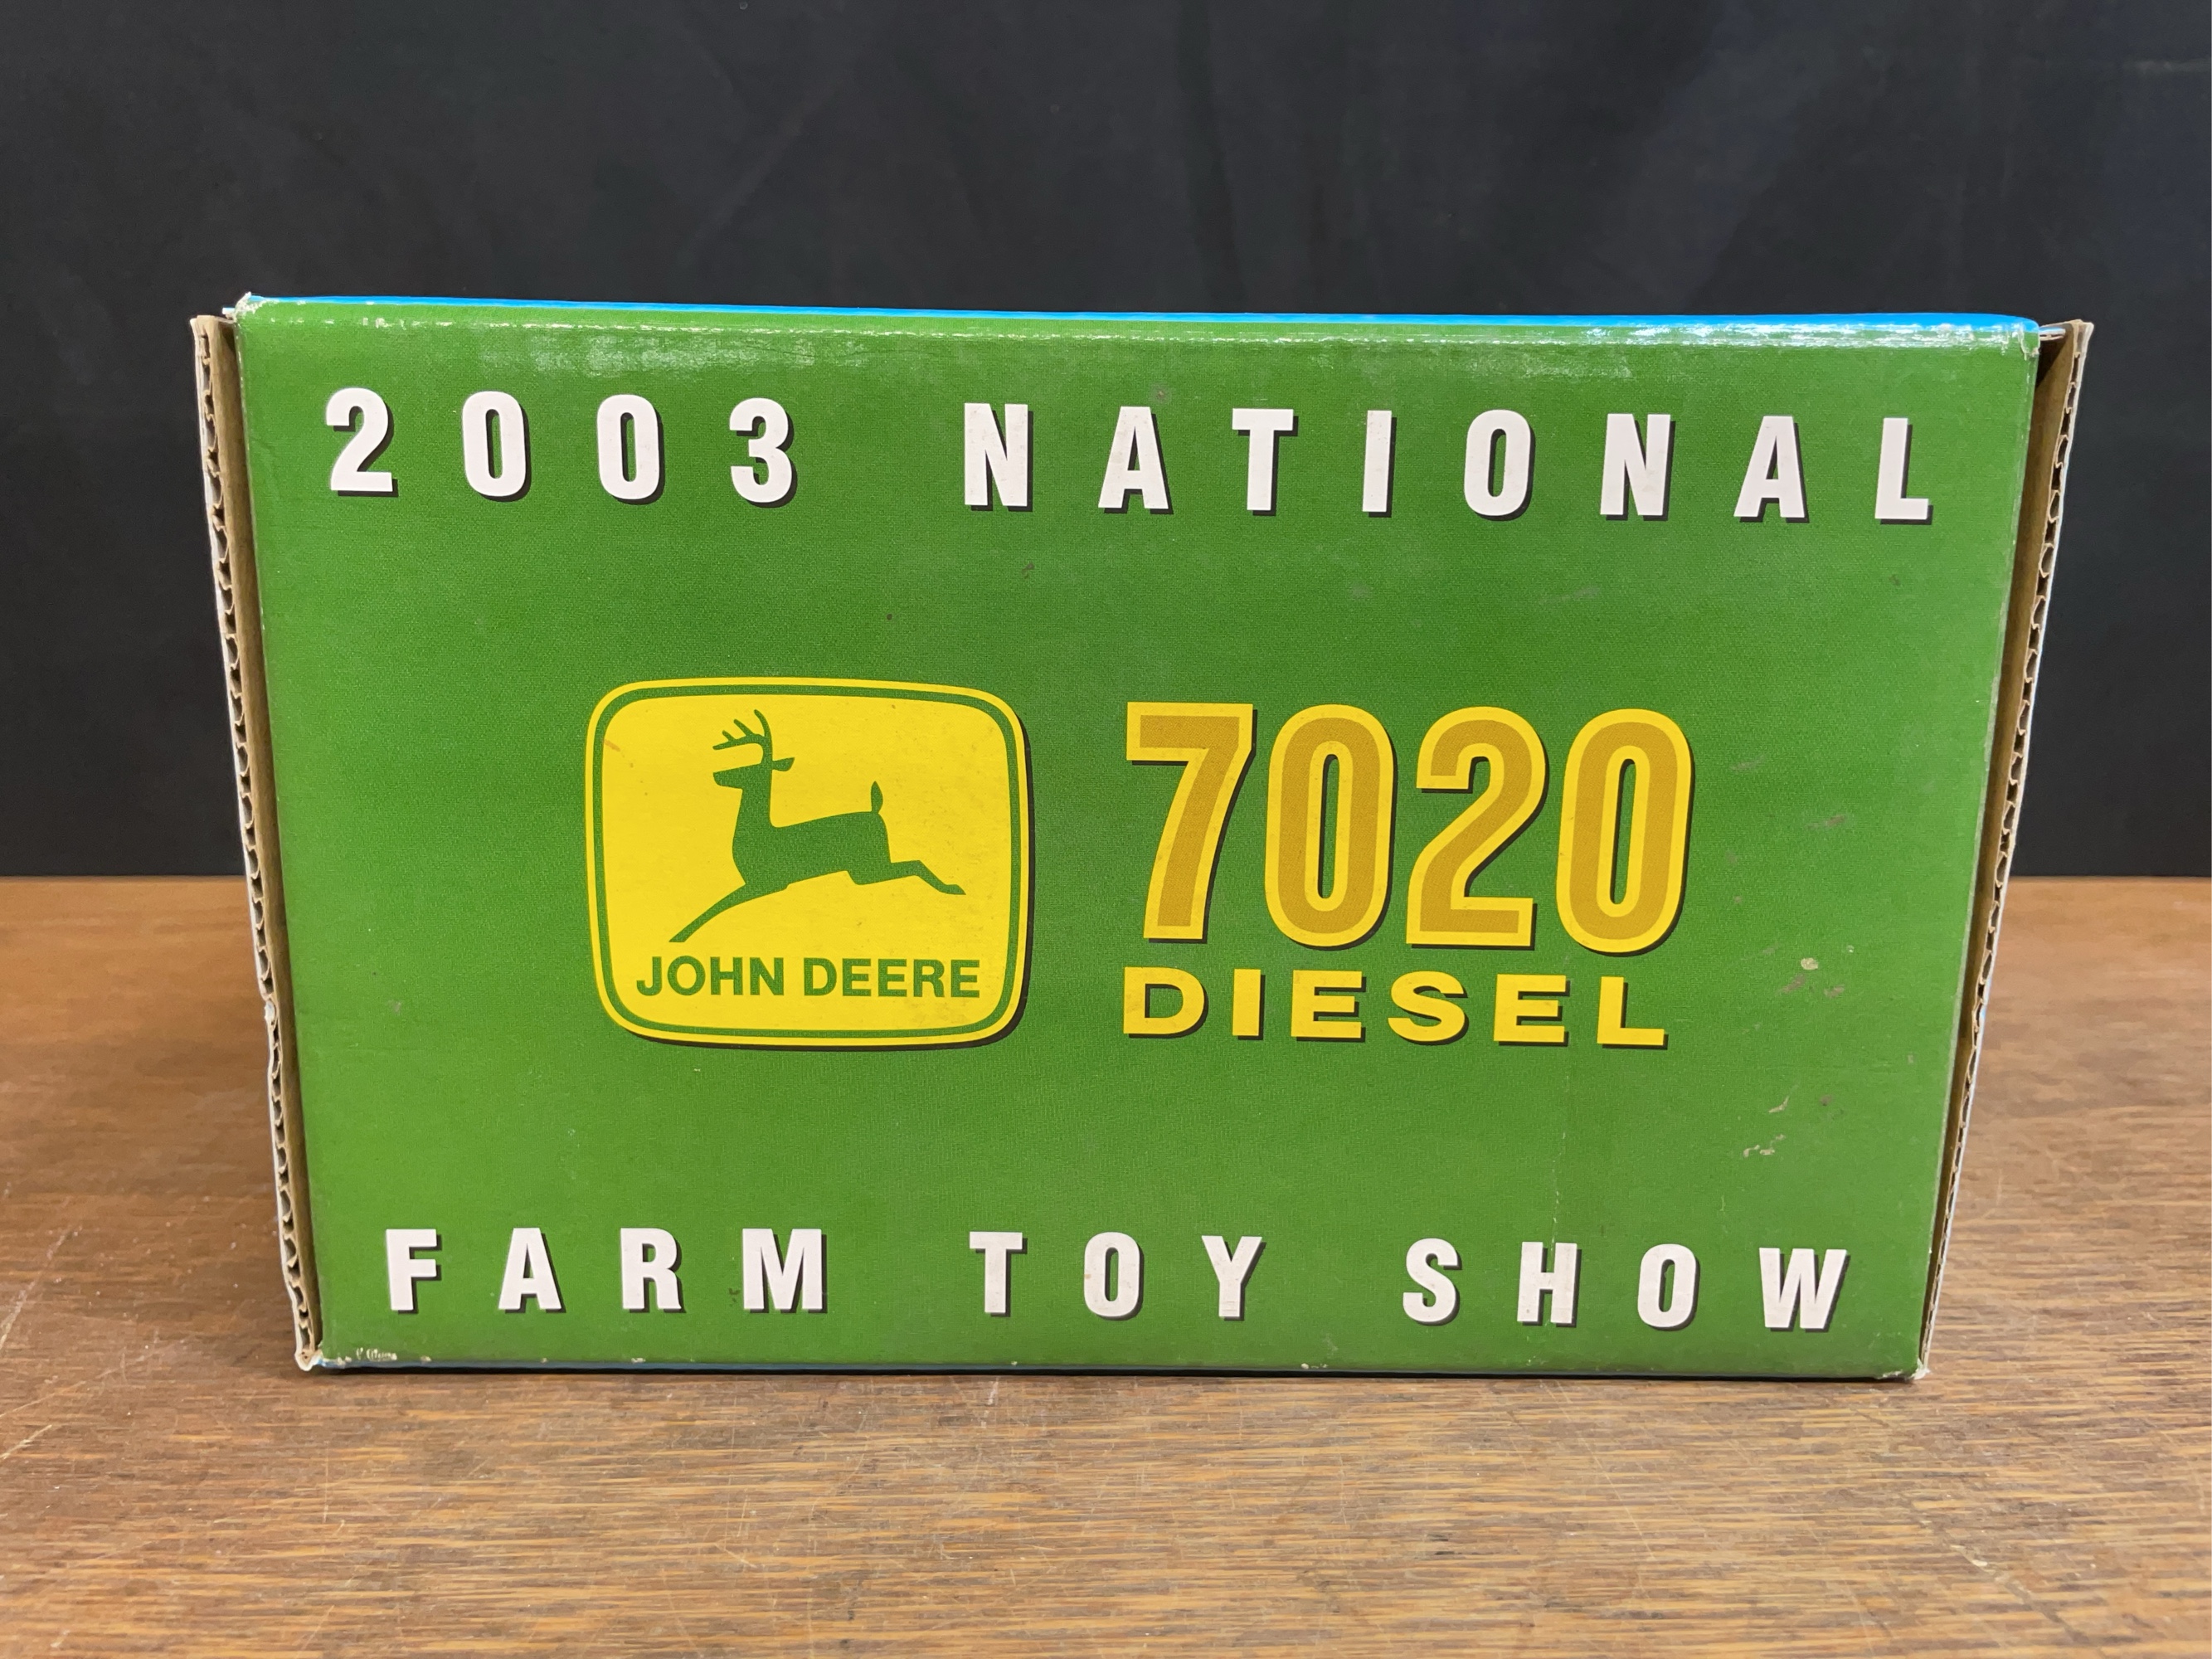 2003 NATIONAL
JOHN DEERE
7020
DIESEL
FARM TOY SHOW